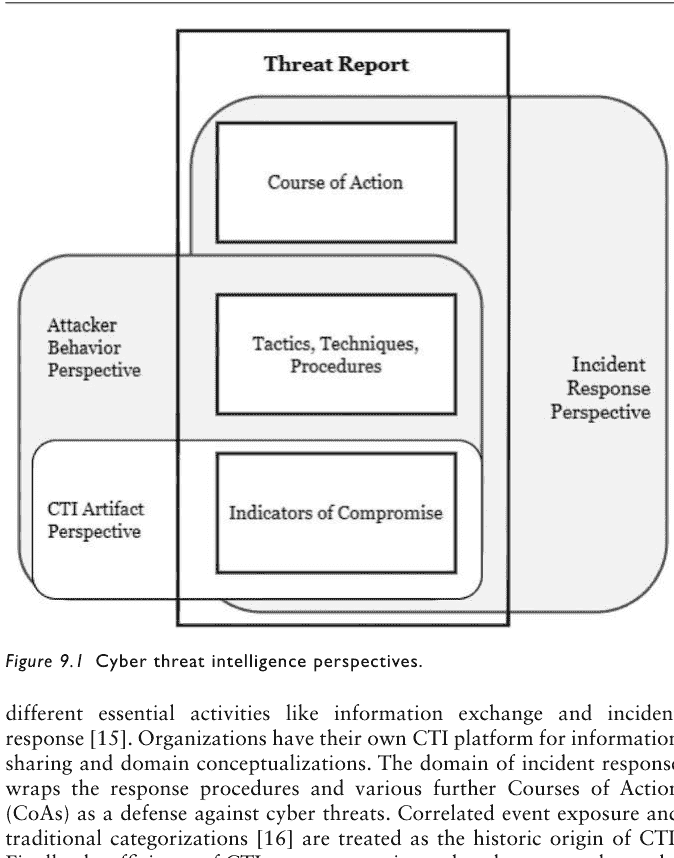 Threat Report
Course of Action
Attacker
Behavior
Perspective
Tactics, Techniques,
Procedures
Incident
Response
Perspective
CTI Artifact
Perspective
Indicators of Compromise
Figure 9.1 Cyber threat intelligence perspectives.
different essential activities like information exchange and inciden
response [15]. Organizations have their own CTI platform for information
sharing and domain conceptualizations. The domain of incident response
wraps the response procedures and various further Courses of Action
(CoAs) as a defense against cyber threats. Correlated event exposure and
traditional categorizations [16] are treated as the historic origin of CTI